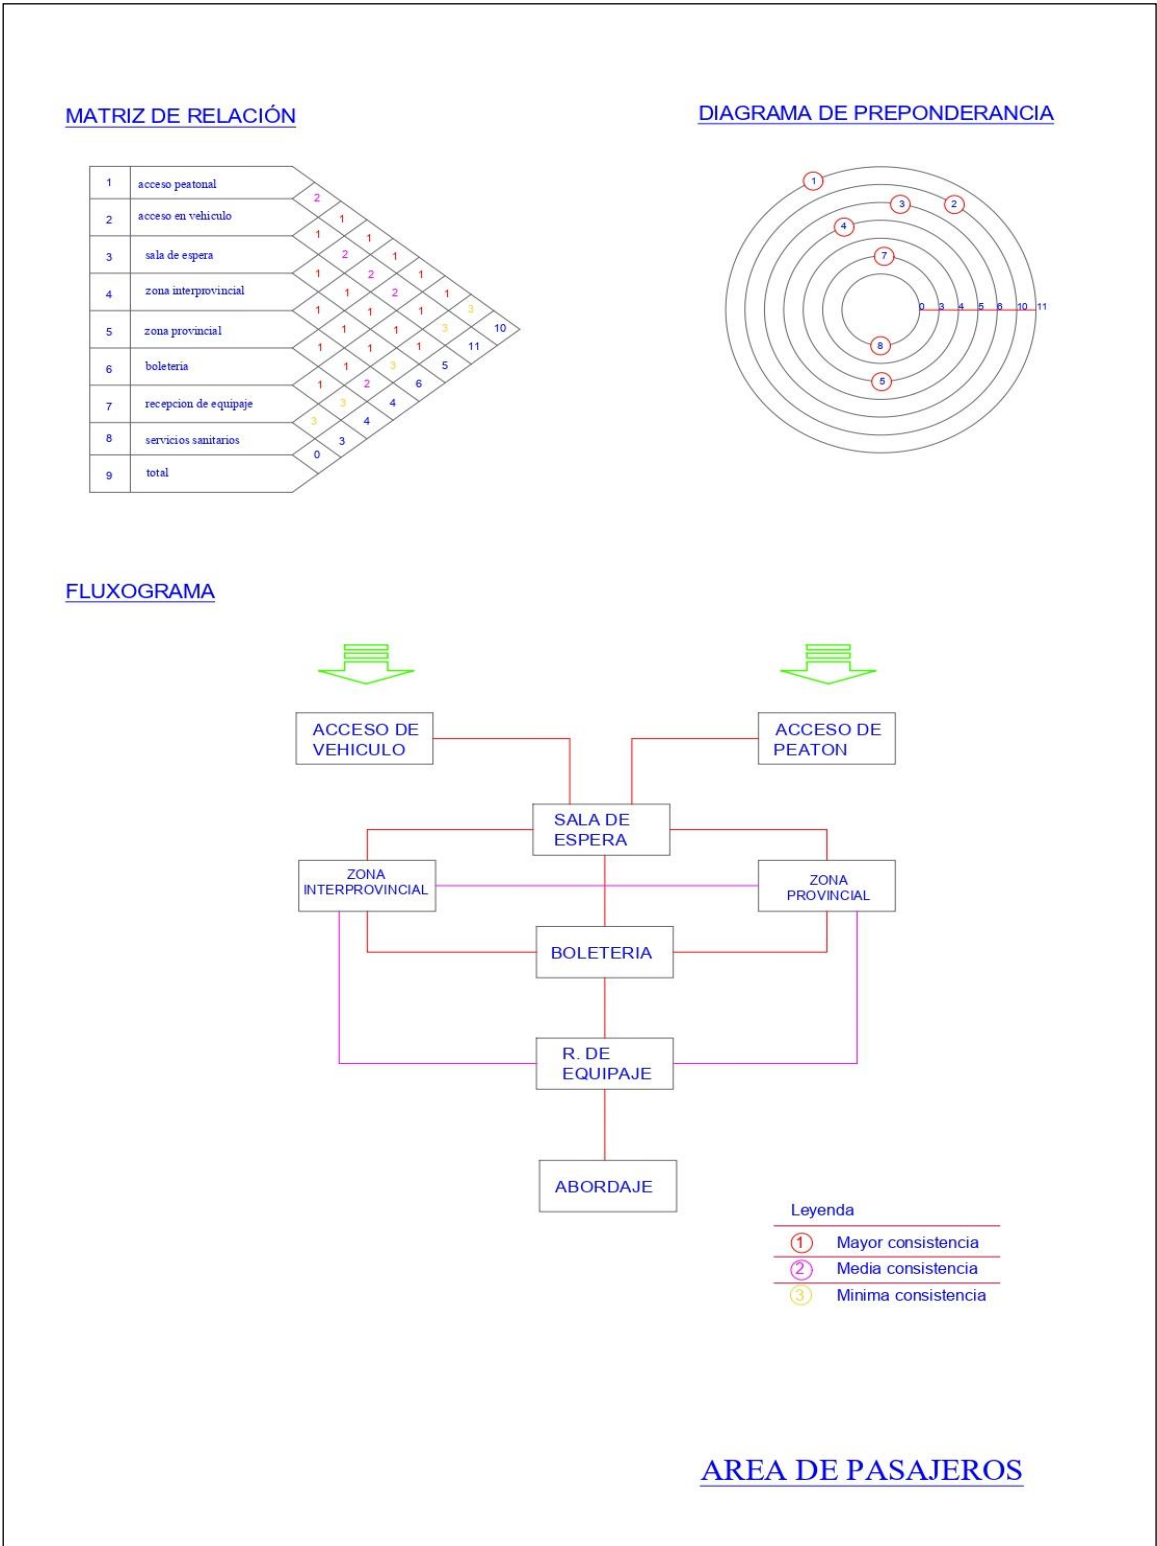 MATRIZ DE RELACIÓN
1 acceso peatonal
2
2 acceso en vehiculo 1
1 1
3 sala de espera 2 1
1 2 1
4 zona interprovincial 1 2 1
1 1 1 3
5 zona provincial 1 1 3 10
1 1 1 11
6 boleteria 1 3 5
1 2 6
7 recepcion de equipaje 3 4
3 4
8 servicios sanitarios 3
0
9 total
DIAGRAMA DE PREPONDERANCIA
1
3 2
4
7
0 3 4 5 6 10 11
8
5
FLUXOGRAMA
ACCESO DE
VEHICULO
ACCESO DE
PEATON
SALA DE
ESPERA
ZONA
INTERPROVINCIAL
ZONA
PROVINCIAL
BOLETERIA
R. DE
EQUIPAJE
ABORDAJE
Leyenda
1 Mayor consistencia
2 Media consistencia
3 Minima consistencia
AREA DE PASAJEROS